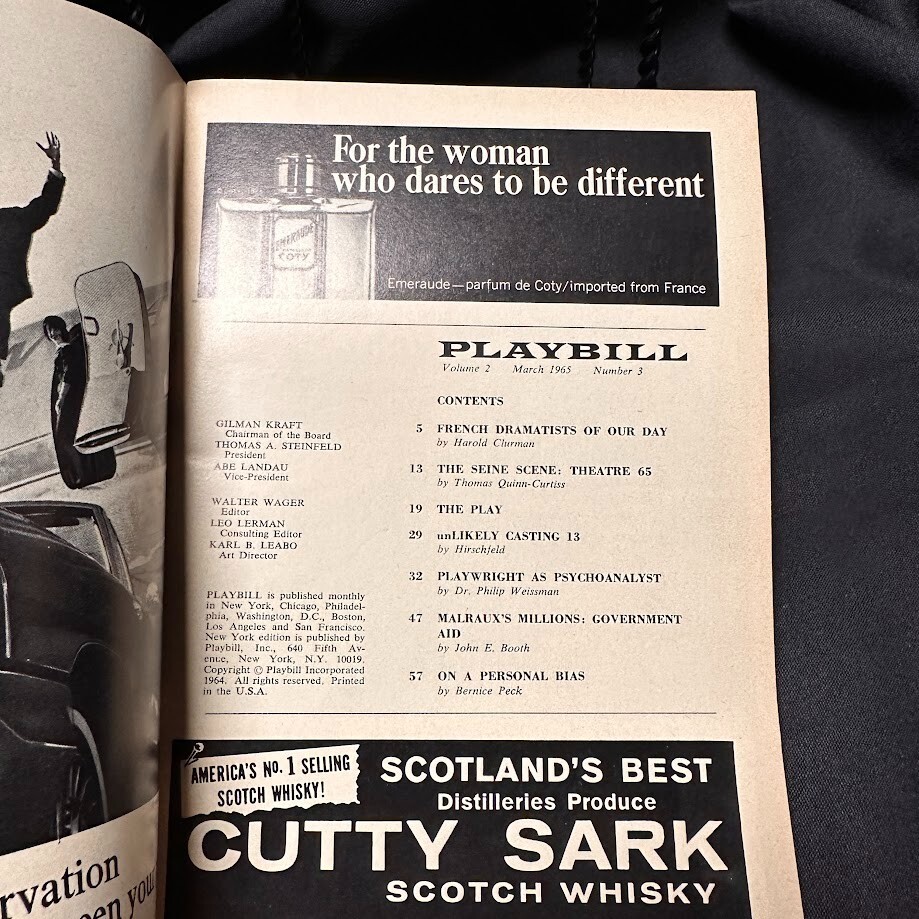 For the woman
who dares to be different
EMERAUDE
COTY
Emeraude—parfum de Coty/imported from France
PLAYBILL
Volume 2 March 1965 Number 3
GILMAN KRAFT
Chairman of the Board
THOMAS A. STEINFELD
President
ABE LANDAU
Vice-President
WALTER WAGER
Editor
LEO LERMAN
Consulting Editor
KARL B. LEABO
Art Director
PLAYBILL is published monthly
in New York, Chicago, Philadel-
phia, Washington, D.C., Boston,
Los Angeles and San Francisco.
New York edition is published by
Playbill, Inc., 640 Fifth Av-
enue, New York, N.Y. 10019.
Copyright © Playbill Incorporated
1964. All rights reserved. Printed
in the U.S.A.
CONTENTS
5 FRENCH DRAMATISTS OF OUR DAY
by Harold Clurman
13 THE SEINE SCENE: THEATRE 65
by Thomas Quinn-Curtiss
19 THE PLAY
29 unLIKELY CASTING 13
by Hirschfeld
32 PLAYWRIGHT AS PSYCHOANALYST
by Dr. Philip Weissman
47 MALRAUX'S MILLIONS: GOVERNMENT
AID
by John E. Booth
57 ON A PERSONAL BIAS
by Bernice Peck
AMERICA'S No. 1 SELLING
SCOTCH WHISKY!
SCOTLAND'S BEST
Distilleries Produce
CUTTY SARK
SCOTCH WHISKY
rvation
een your